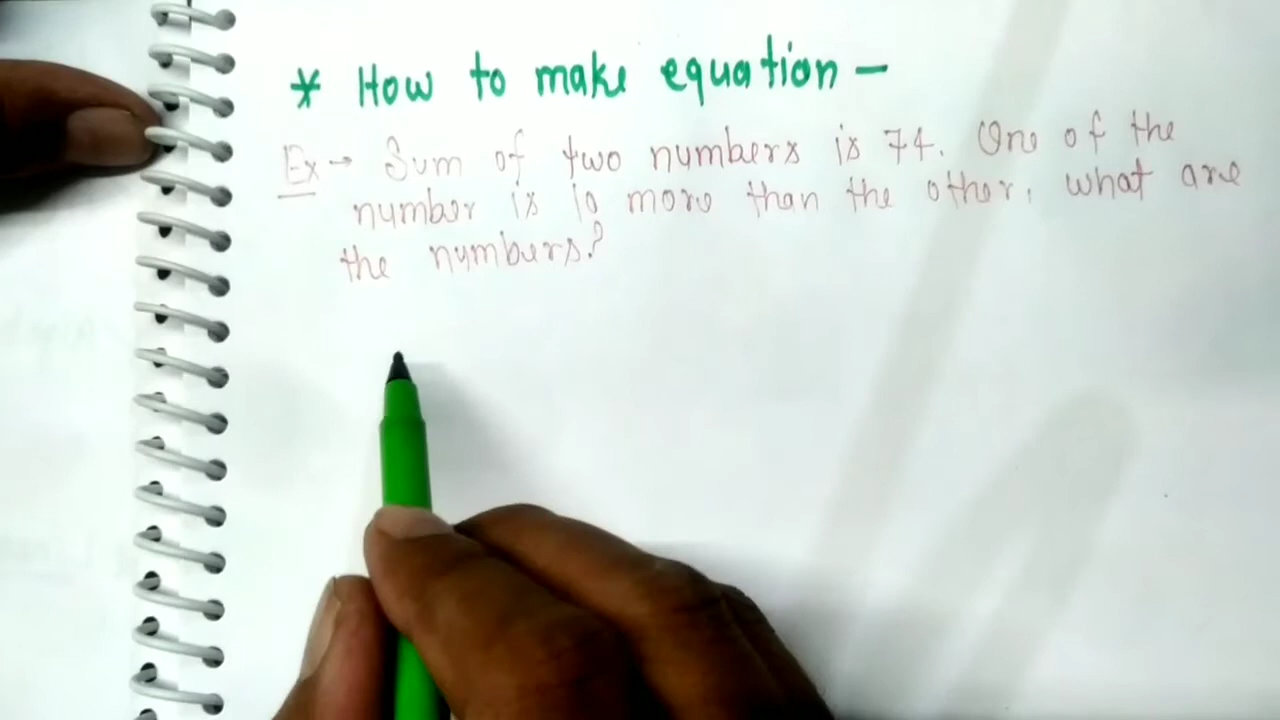 * How to make equation -
Ex → Sum of two numbers is 74. One of the
number is 10 more than the other, what are
the numbers?